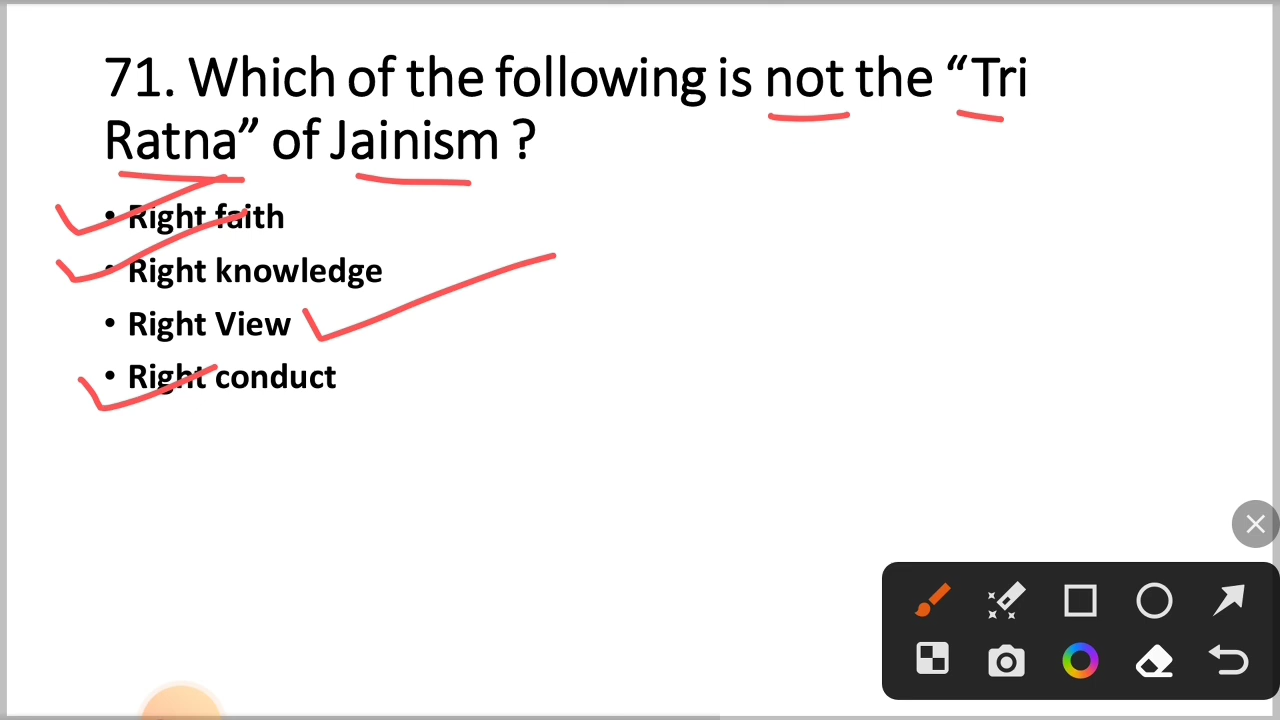 71. Which of the following is not the “Tri
Ratna” of Jainism ?
• Right faith
• Right knowledge
• Right View
• Right conduct